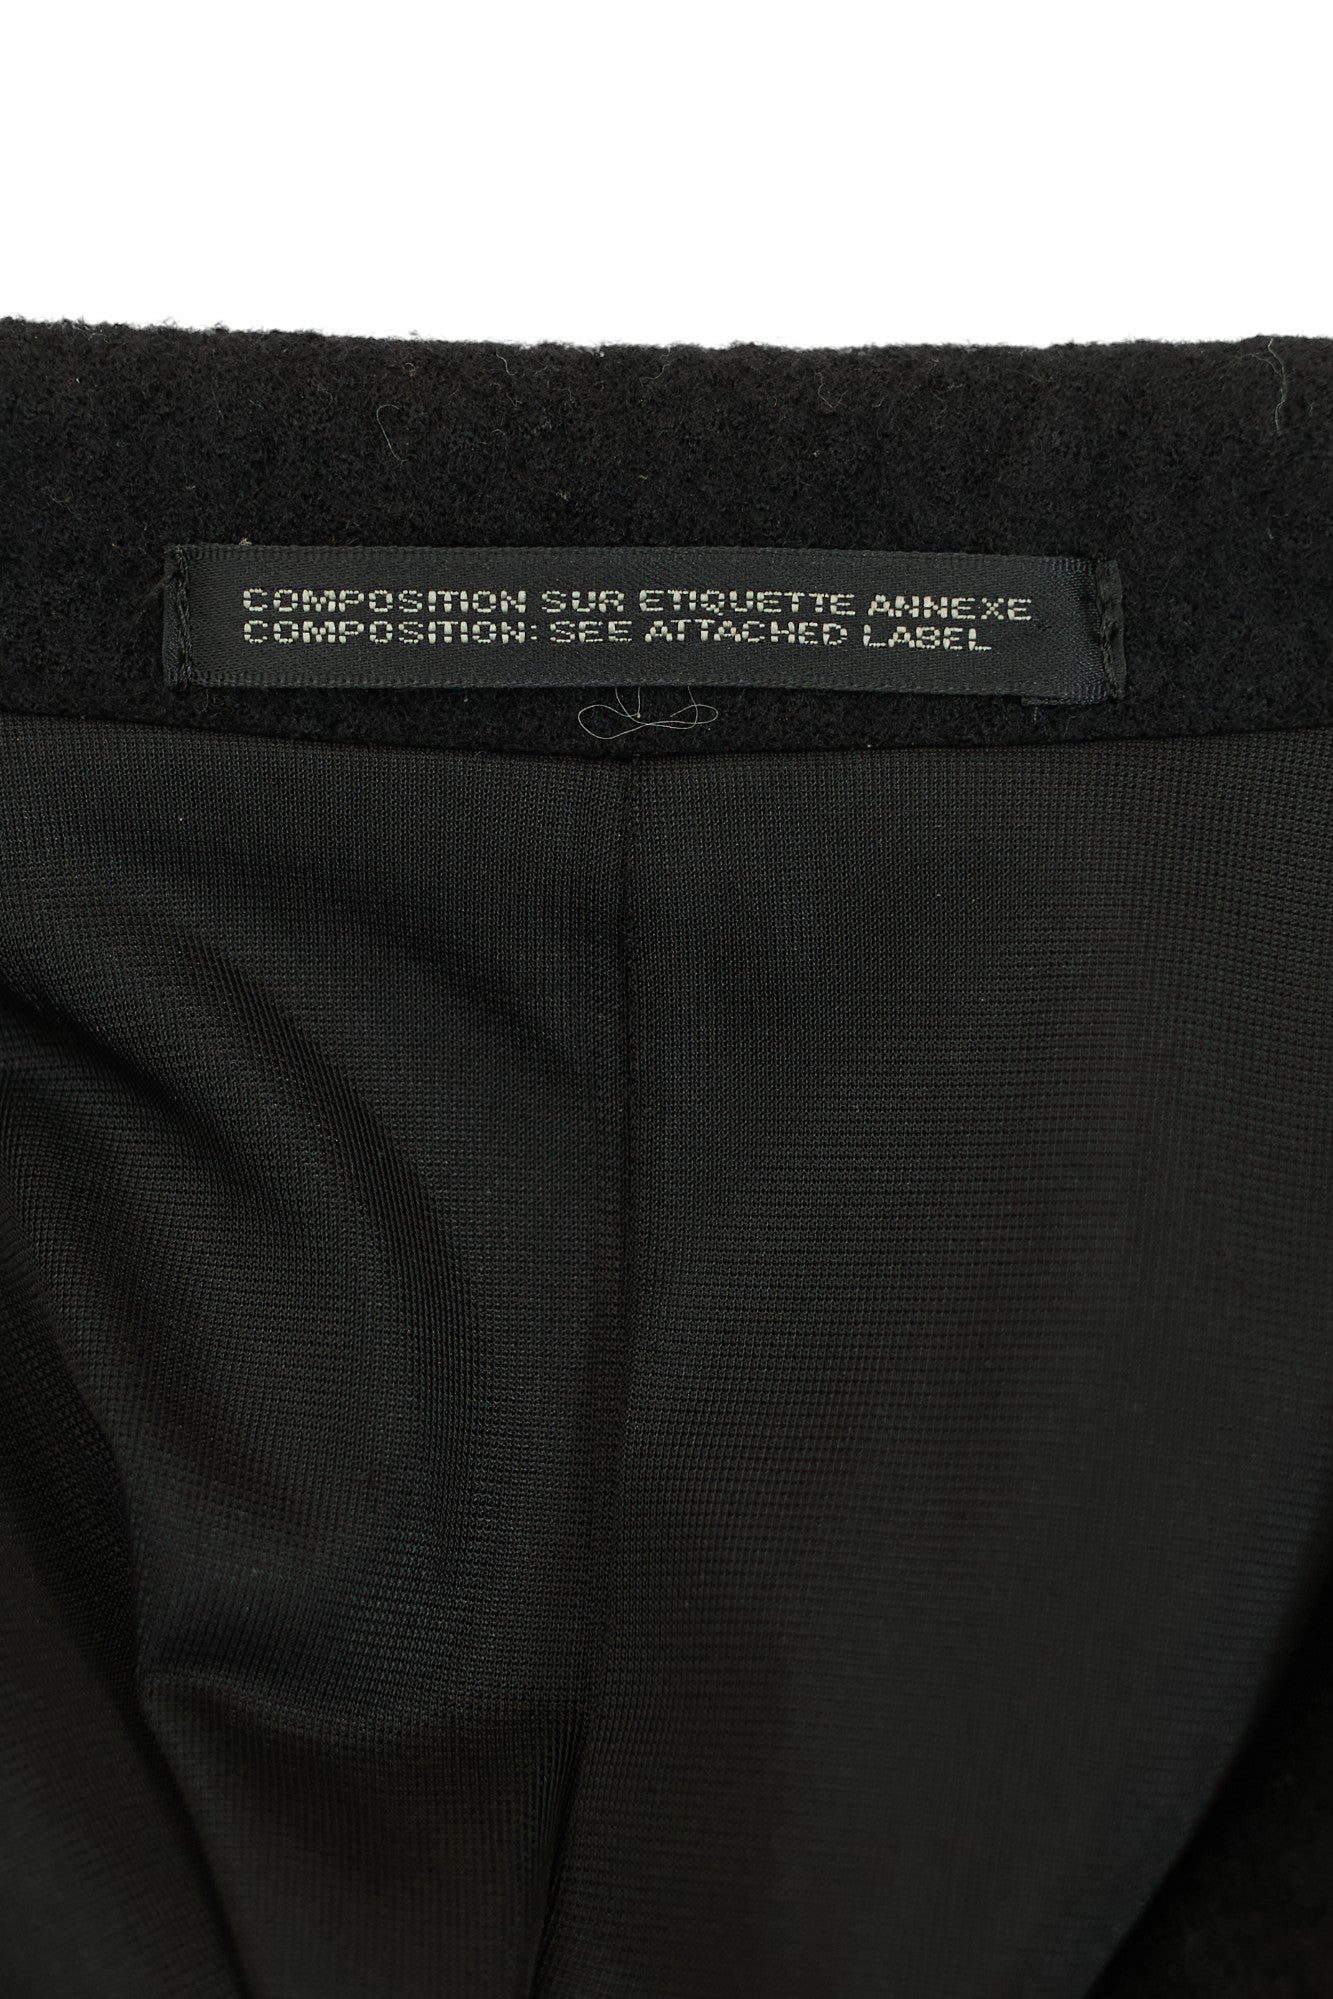 COMPOSITION SUR ETIQUETTE ANNEXE
COMPOSITION: SEE ATTACHED LABEL